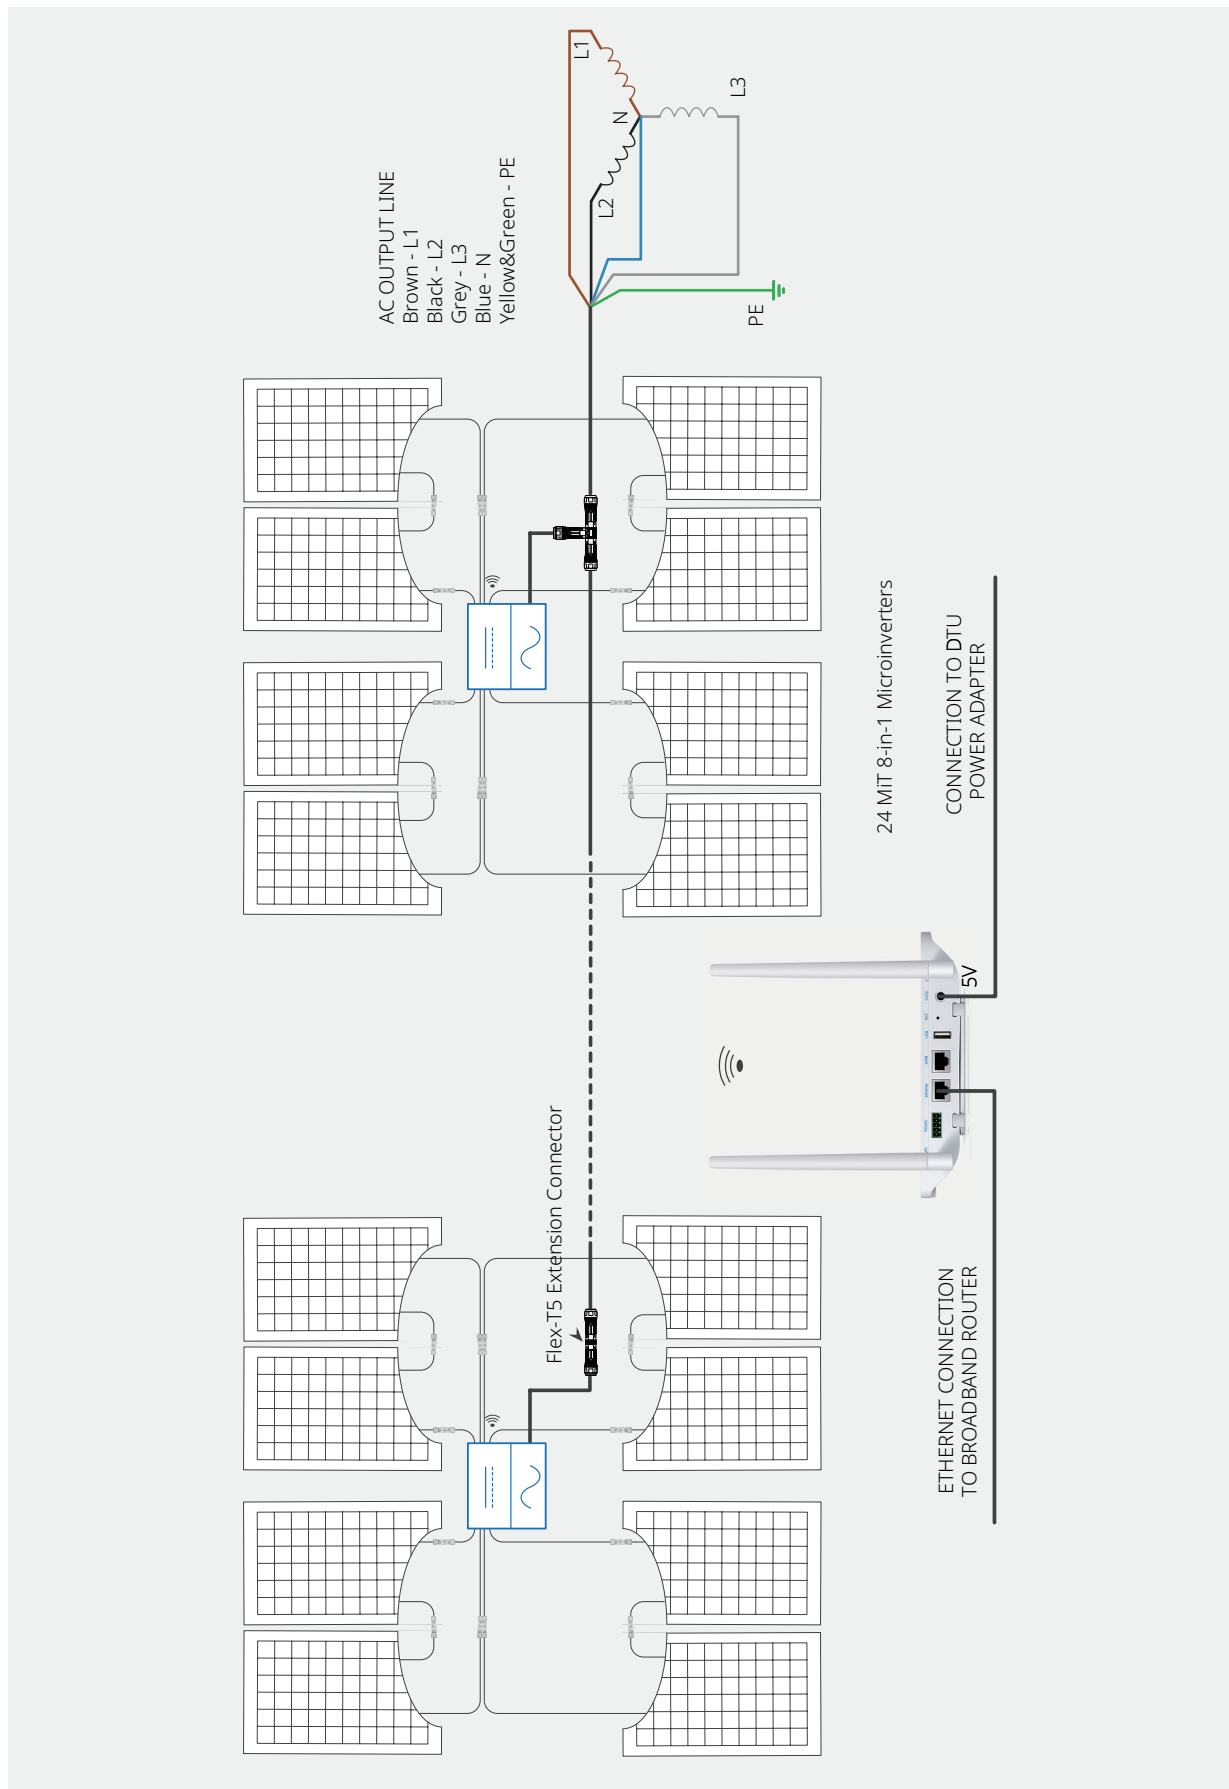 AC OUTPUT LINE
Brown - L1
Black - L2
Grey - L3
Blue - N
Yellow&Green - PE
L1
N
L2
L3
PE
Flex-T5 Extension Connector
24 MiT 8-in-1 Microinverters
CONNECTION TO DTU
POWER ADAPTER
5V
ETHERNET CONNECTION
TO BROADBAND ROUTER